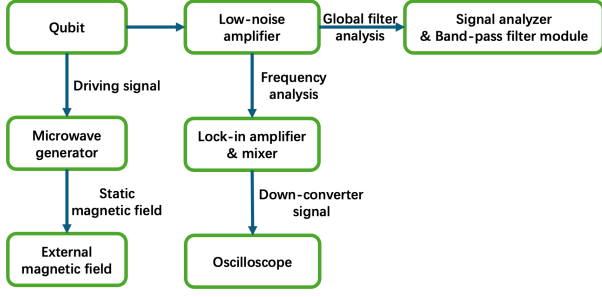 Qubit
Low-noise
amplifier
Global filter
analysis
Signal analyzer
& Band-pass filter module
Driving signal
Frequency
analysis
Microwave
generator
Lock-in amplifier
& mixer
Static
magnetic field
Down-converter
signal
External
magnetic field
Oscilloscope